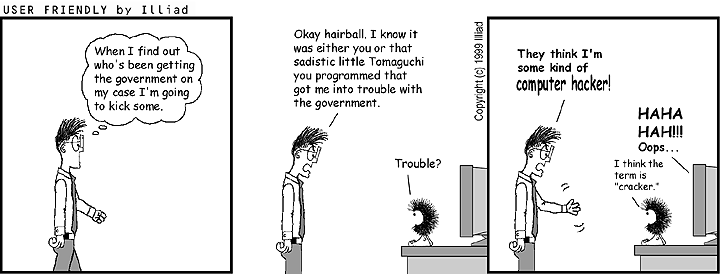 USER FRIENDLY by Illiad
When I find out
who's been getting
the government on
my case I'm going
to kick some.
Okay hairball. I know it
was either you or that
sadistic little Tomaguchi
you programmed that
got me into trouble with
the government.
Trouble?
Copyright (c) 1999 Illiad
They think I'm
some kind of
computer hacker!
HAHA
HAH!!!
Oops...
I think the
term is
"cracker."